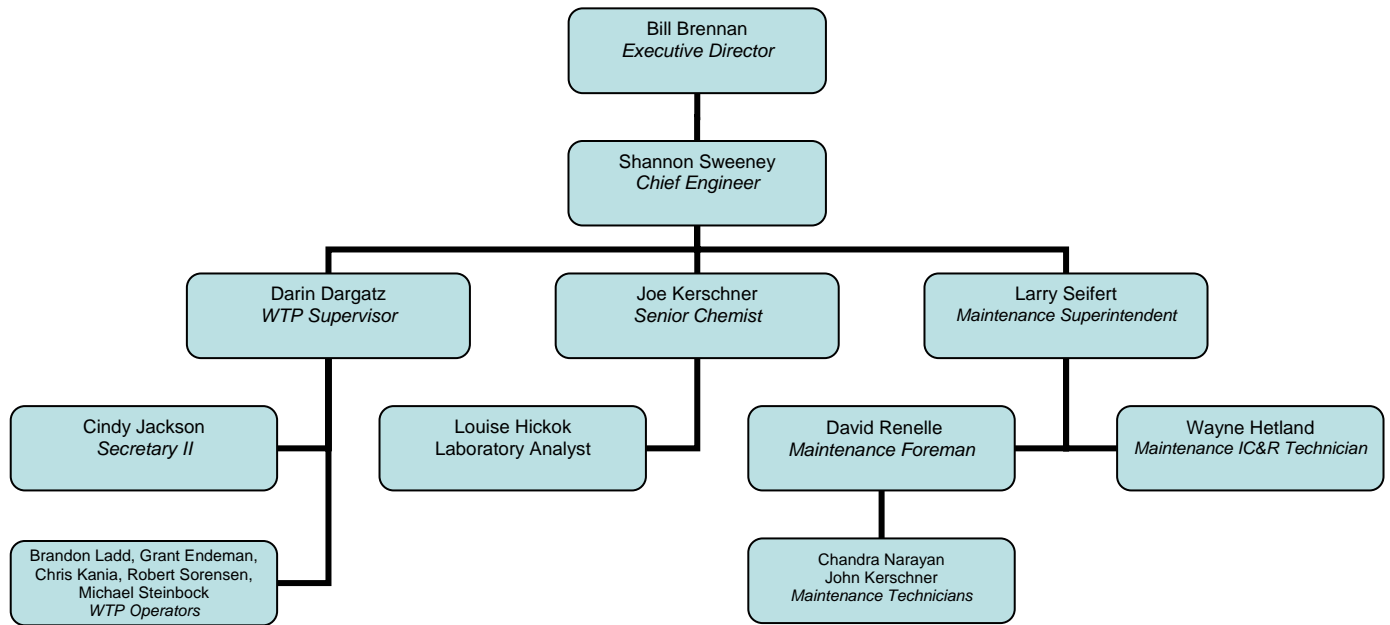 Bill Brennan
Executive Director
Shannon Sweeney
Chief Engineer
Darin Dargatz
WTP Supervisor
Joe Kerschner
Senior Chemist
Larry Seifert
Maintenance Superintendent
Cindy Jackson
Secretary II
Louise Hickok
Laboratory Analyst
David Renelle
Maintenance Foreman
Wayne Hetland
Maintenance IC&R Technician
Brandon Ladd, Grant Endeman,
Chris Kania, Robert Sorensen,
Michael Steinbock
WTP Operators
Chandra Narayan
John Kerschner
Maintenance Technicians